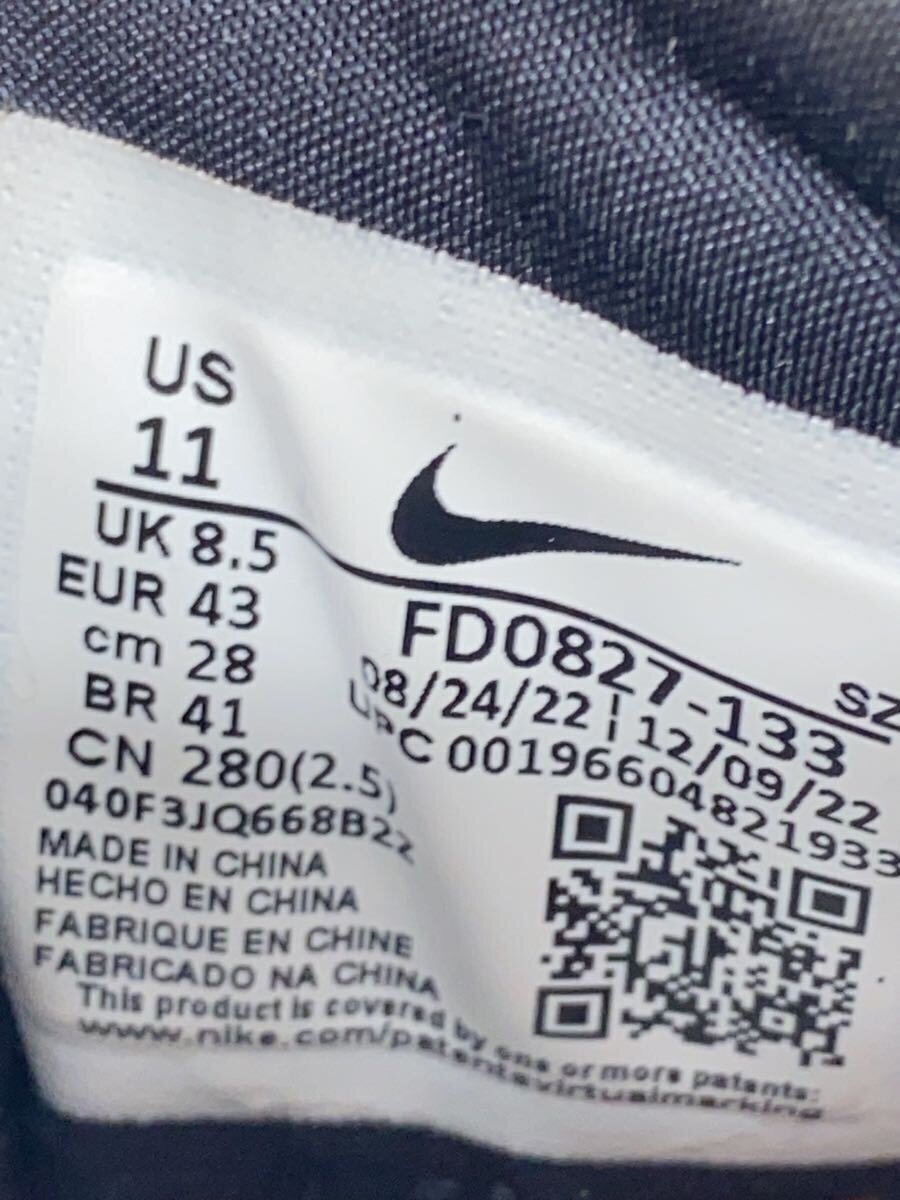 US
11
UK 8.5
EUR 43
cm 28
BR 41
CN 280(2.5)
040F3JQ668B22
MADE IN CHINA
HECHO EN CHINA
FABRIQUE EN CHINE
FABRICADO NA CHINA
This product is covered by one or more patents:
www.nike.com/patentsvirtualmarking
FD0827-133
SZ
08/24/22 | 12/09/22
UPC 00196604821933